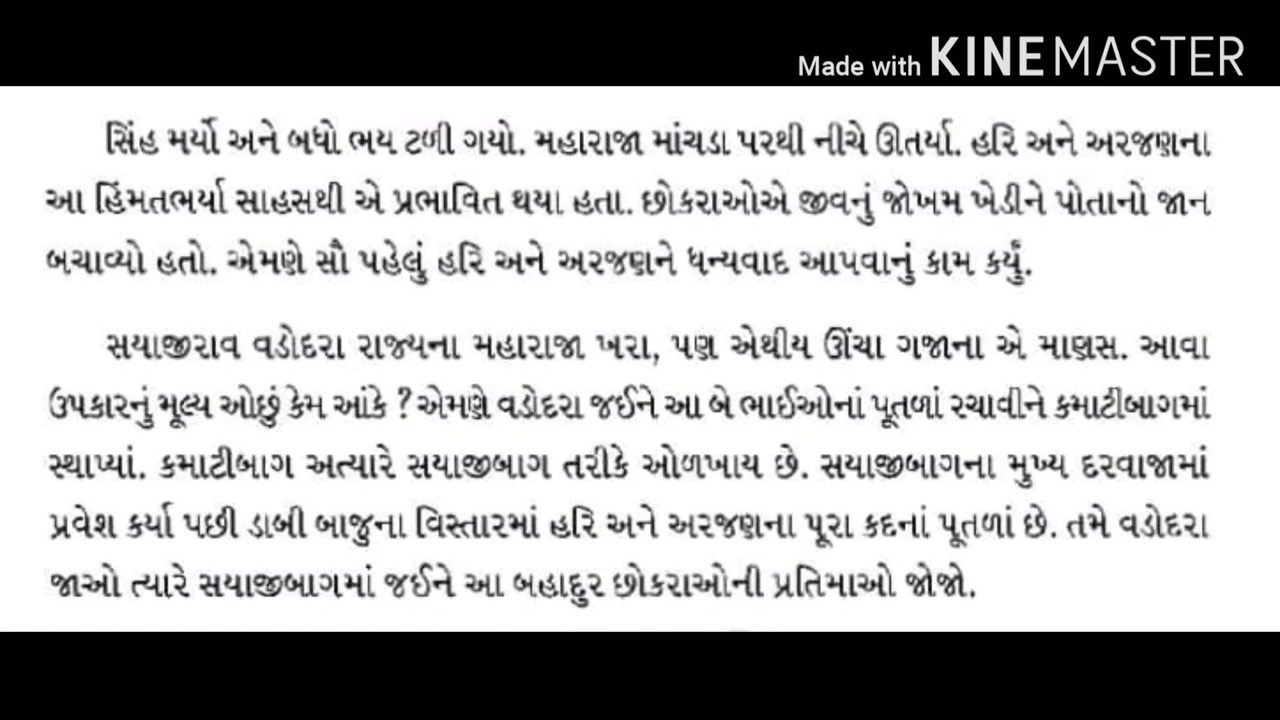 Made with KINEMASTER
સિંહ મર્યો અને બધો ભય ટળી ગયો. મહારાજા માંચડા પરથી નીચે ઊતર્યા. હરિ અને અરજણના
આ હિંમતભર્યા સાહસથી એ પ્રભાવિત થયા હતા. છોકરાઓએ જીવનું જોખમ ખેડીને પોતાનો જાન
બચાવ્યો હતો. એમણે સૌ પહેલું હરિ અને અરજણને ધન્યવાદ આપવાનું કામ કર્યું.
સયાજીરાવ વડોદરા રાજ્યના મહારાજા ખરા, પણ એથીય ઊંચા ગજાના એ માણસ. આવા
ઉપકારનું મૂલ્ય ઓછું કેમ આંકે ? એમણે વડોદરા જઈને આ બે ભાઈઓનાં પૂતળાં રચાવીને કમાટીબાગમાં
સ્થાપ્યાં. કમાટીબાગ અત્યારે સયાજીબાગ તરીકે ઓળખાય છે. સયાજીબાગના મુખ્ય દરવાજામાં
પ્રવેશ કર્યા પછી ડાબી બાજુના વિસ્તારમાં હરિ અને અરજણના પૂરા કદનાં પૂતળાં છે. તમે વડોદરા
જાઓ ત્યારે સયાજીબાગમાં જઈને આ બહાદુર છોકરાઓની પ્રતિમાઓ જોજો.